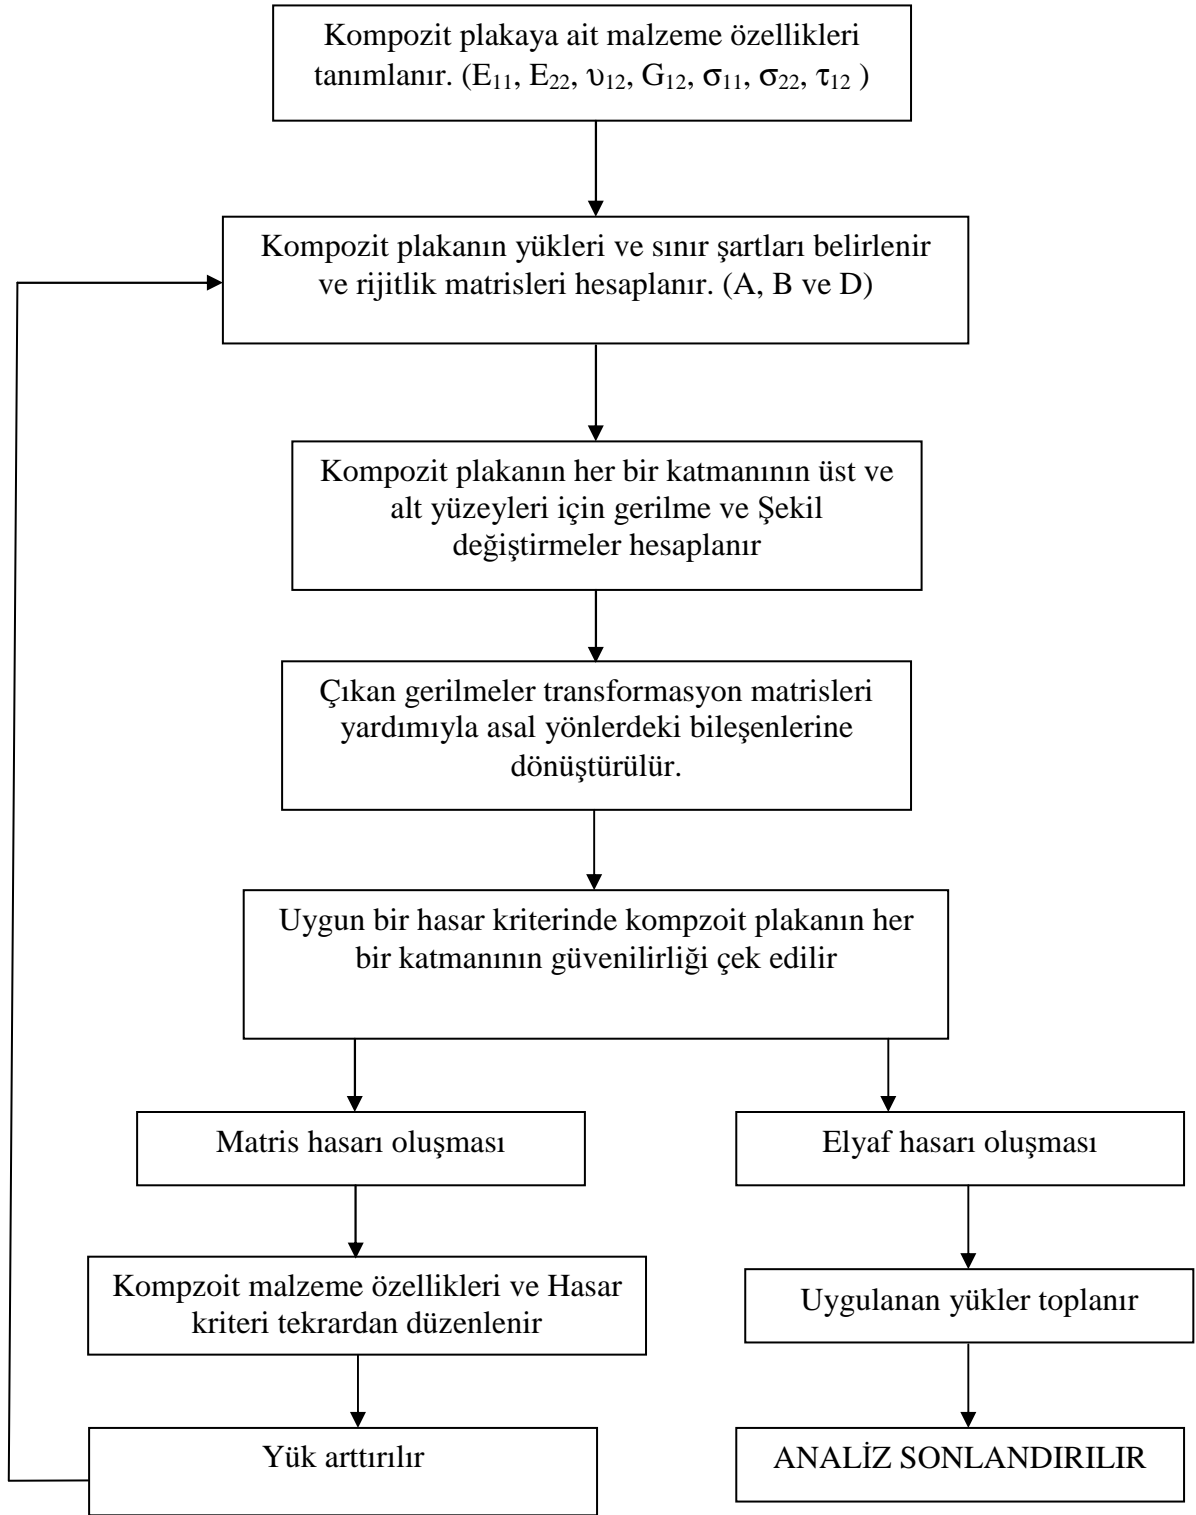 Kompozit plakaya ait malzeme özellikleri
tanımlanır. (E₁₁, E₂₂, υ₁₂, G₁₂, σ₁₁, σ₂₂, τ₁₂ )
Kompozit plakanın yükleri ve sınır şartları belirlenir
ve rijitlik matrisleri hesaplanır. (A, B ve D)
Kompozit plakanın her bir katmanının üst ve
alt yüzeyleri için gerilme ve Şekil
değiştirmeler hesaplanır
Çıkan gerilmeler transformasyon matrisleri
yardımıyla asal yönlerdeki bileşenlerine
dönüştürülür.
Uygun bir hasar kriterinde kompzoit plakanın her
bir katmanının güvenilirliği çek edilir
Matris hasarı oluşması
Elyaf hasarı oluşması
Kompzoit malzeme özellikleri ve Hasar
kriteri tekrardan düzenlenir
Uygulanan yükler toplanır
Yük arttırılır
ANALİZ SONLANDIRILIR